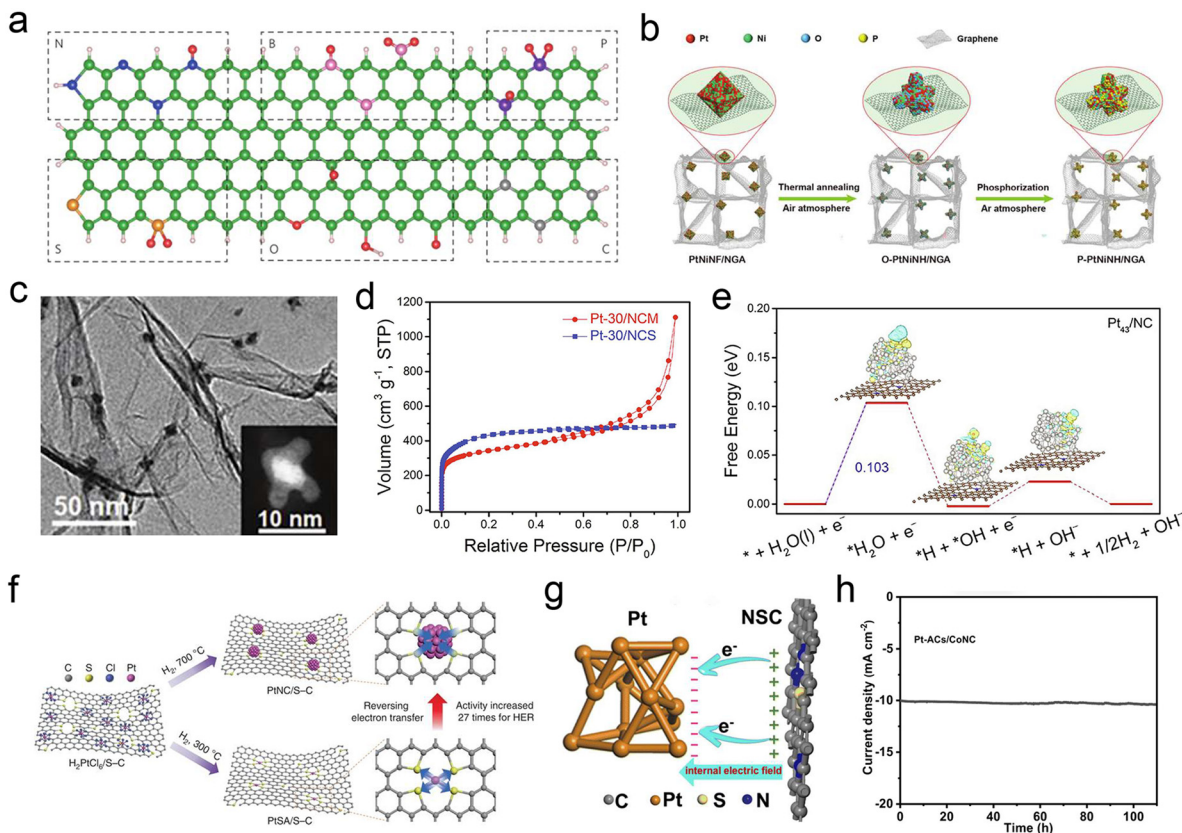 a
N
B
P
S
O
C
b
Pt
Ni
O
P
Graphene
Thermal annealing
Air atmosphere
Phosphorization
Ar atmosphere
PtNiNF/NGA
O-PtNiNH/NGA
P-PtNiNH/NGA
c
50 nm
10 nm
d
Volume (cm³ g⁻¹, STP)
1200
1000
800
600
400
200
0
Pt-30/NCM
Pt-30/NCS
0.0 0.2 0.4 0.6 0.8 1.0
Relative Pressure (P/P₀)
e
Free Energy (eV)
0.20
0.15
0.10
0.05
0.00
Pt₄₃/NC
0.103
* + H₂O(l) + e⁻
*H₂O + e⁻
*H + *OH + e⁻
*H + OH⁻
* + 1/2H₂ + OH⁻
f
C S Cl Pt
H₂PtCl₆/S–C
H₂, 700 °C
H₂, 300 °C
PtNC/S–C
PtSA/S–C
Reversing
electron transfer
Activity increased
27 times for HER
g
Pt
NSC
e⁻
e⁻
internal electric field
C Pt S N
h
Current density (mA cm⁻²)
0
-5
-10
-15
-20
Pt-ACs/CoNC
0 20 40 60 80 100
Time (h)